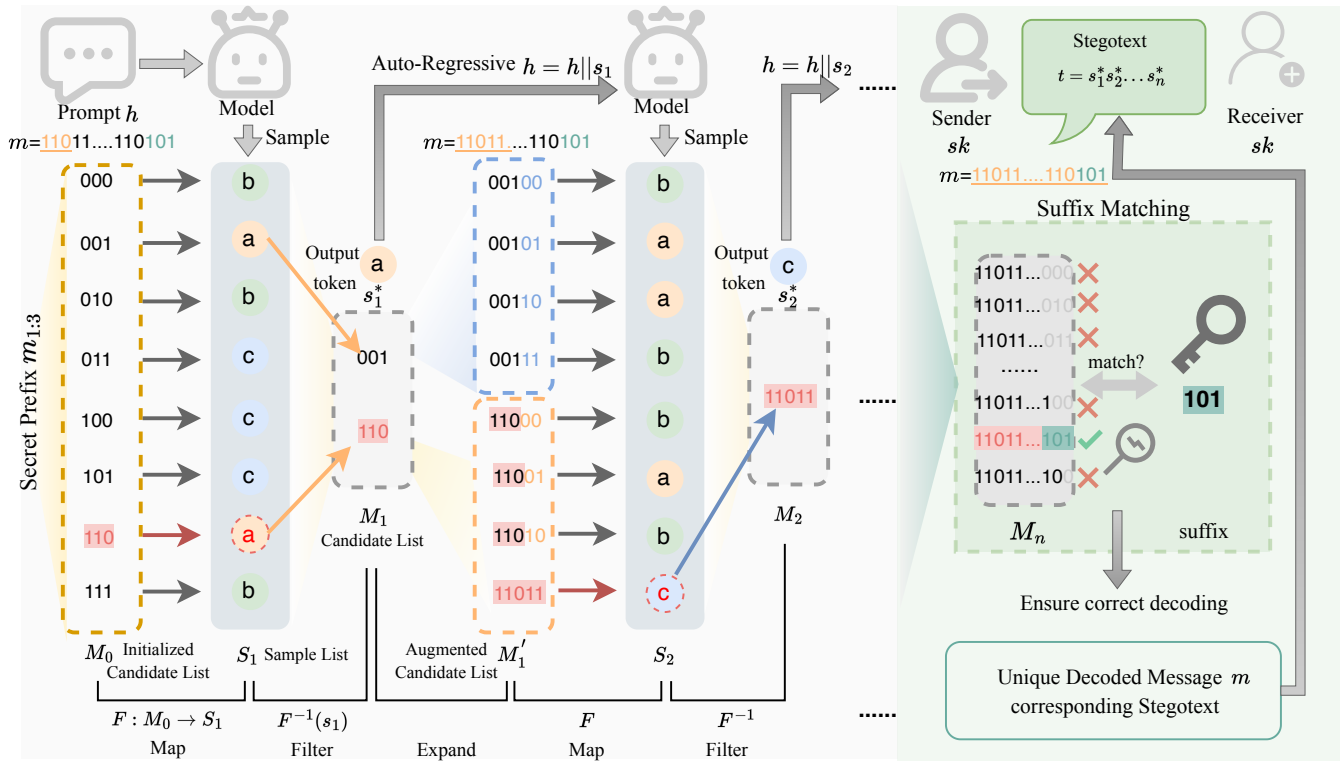 Prompt h
m=11011....110101
Model
Sample
Auto-Regressive h = h||s₁
Model
Sample
h = h||s₂
......
Sender
sk
Stegotext
t = s₁*s₂*...sₙ*
Receiver
sk
Secret Prefix m₁:₃
000
001
010
011
100
101
110
111
b
a
b
c
c
c
a
b
Output
token
a
s₁*
001
110
M₁
Candidate List
m=11011....110101
00100
00101
00110
00111
11000
11001
11010
11011
b
a
a
b
b
a
b
c
Output
token
c
s₂*
11011
M₂
......
m=11011....110101
Suffix Matching
11011...000
11011...010
11011...011
......
11011...100
11011...101
11011...100
match?
101
Mₙ
suffix
Ensure correct decoding
Unique Decoded Message m
corresponding Stegotext
M₀ Initialized
Candidate List
S₁ Sample List
Augmented
Candidate List
M₁′
S₂
F : M₀ → S₁
Map
F⁻¹(s₁)
Filter
Expand
F
Map
F⁻¹
Filter
......